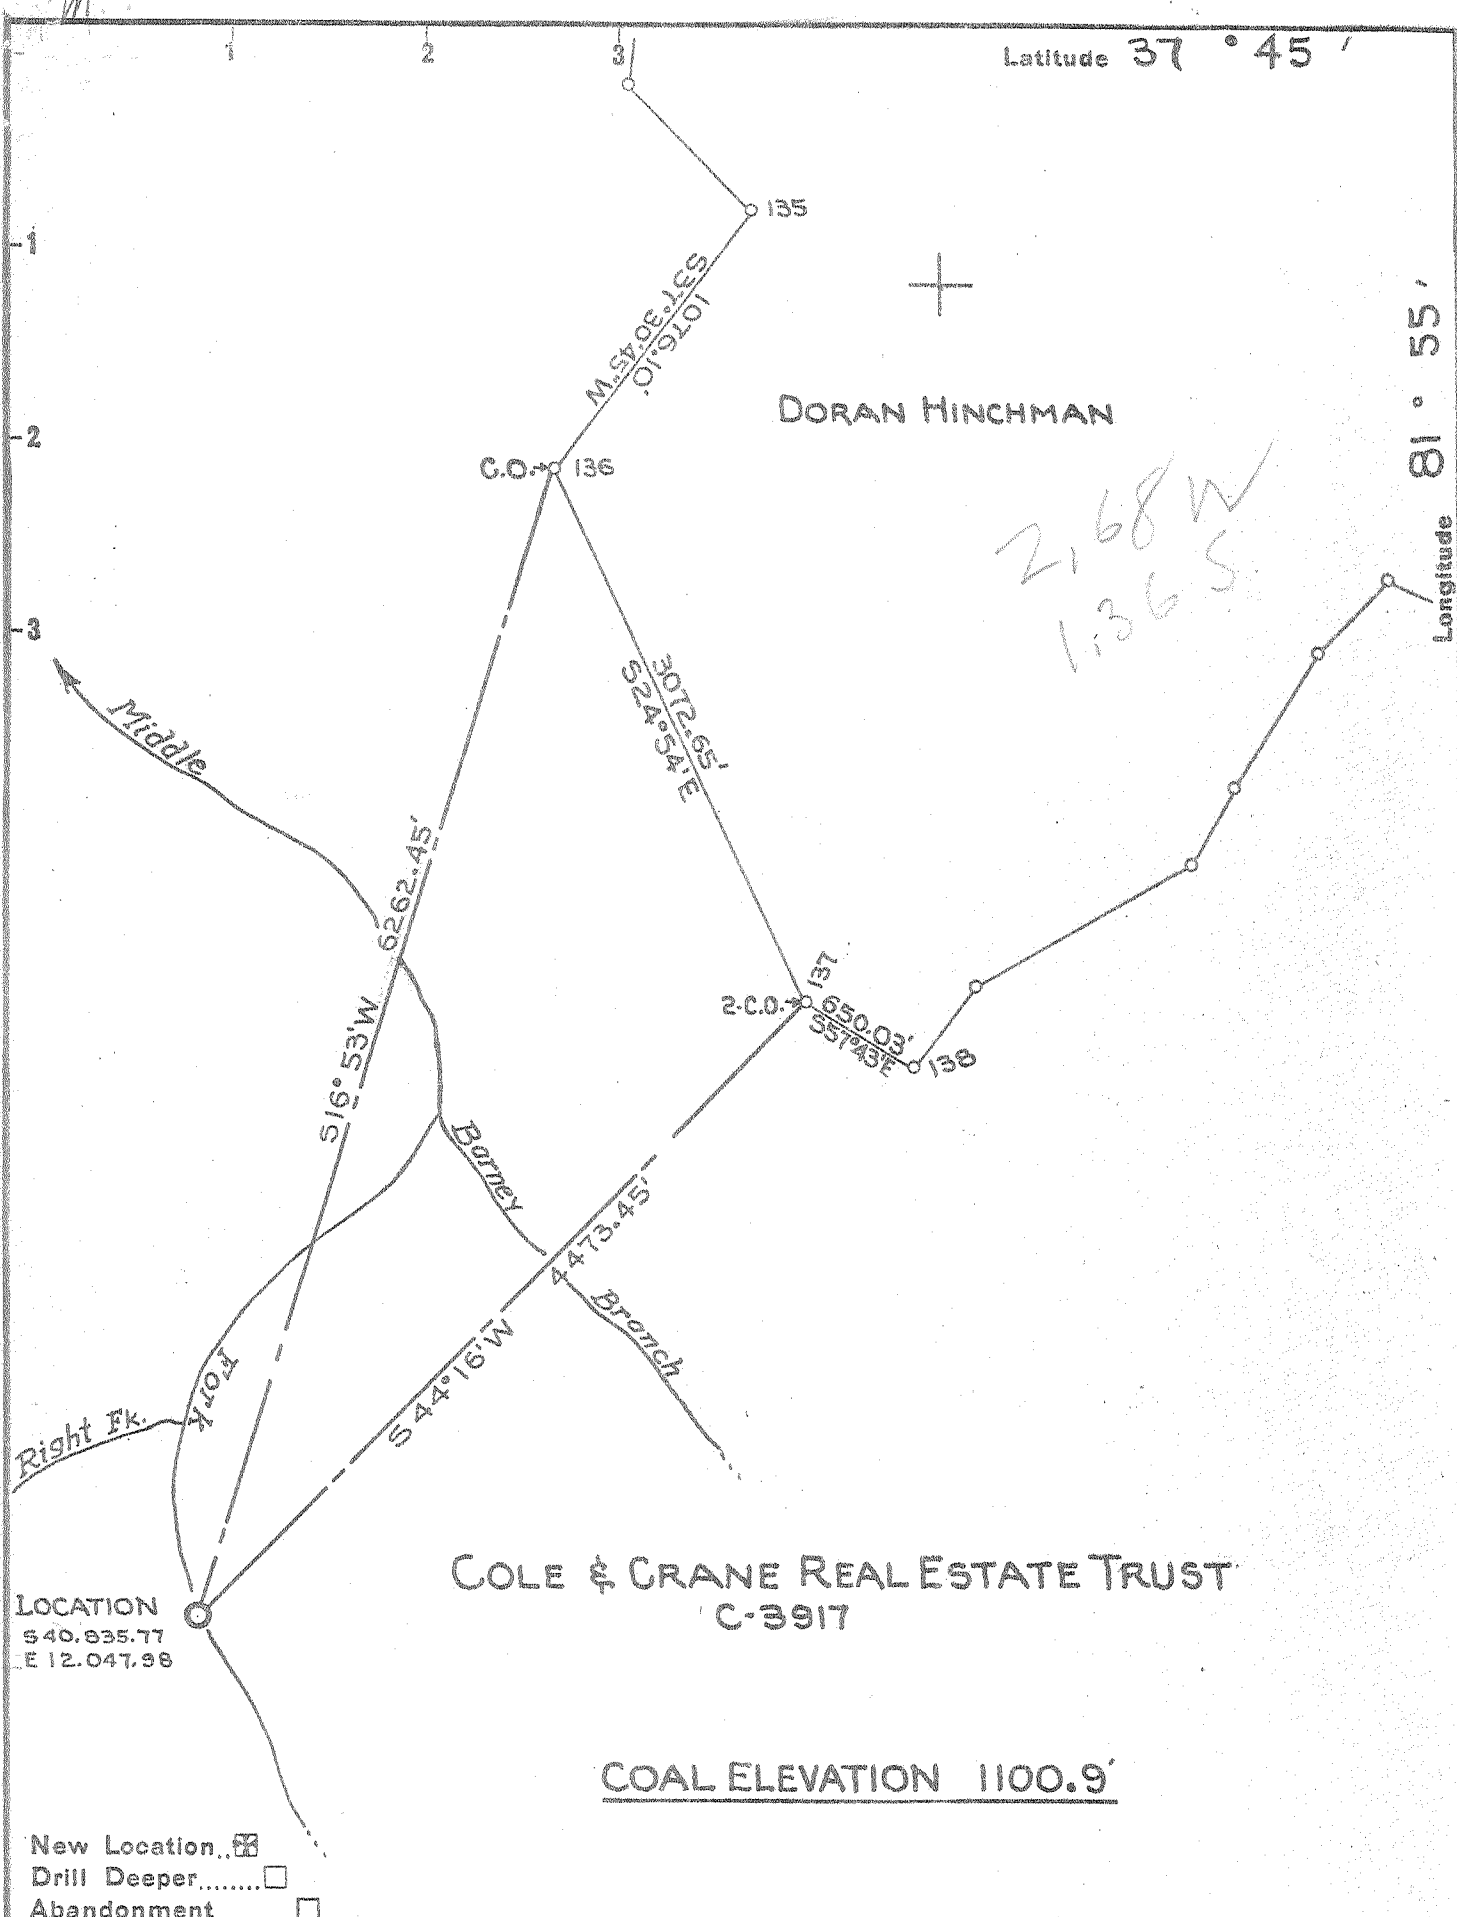 1
2
3
Latitude 37 ° 45 '
135
1
S37°30'45"W
1076.10'
Longitude 81 ° 55 '
DORAN HINCHMAN
2
C.O. 136
2.68 W
1.36 S
3
Middle
3072.65'
S24°54'E
6262.45'
S16°53'W
137
2-C.O.
650.03'
S57°43'E
138
Barney
4473.45'
Branch
S 44°16'W
Fork
Right Fk.
COLE & CRANE REAL ESTATE TRUST
C-3917
LOCATION
S40.835.77
E 12.047.98
COAL ELEVATION 1100.9'
New Location..
Drill Deeper........
Abandonment